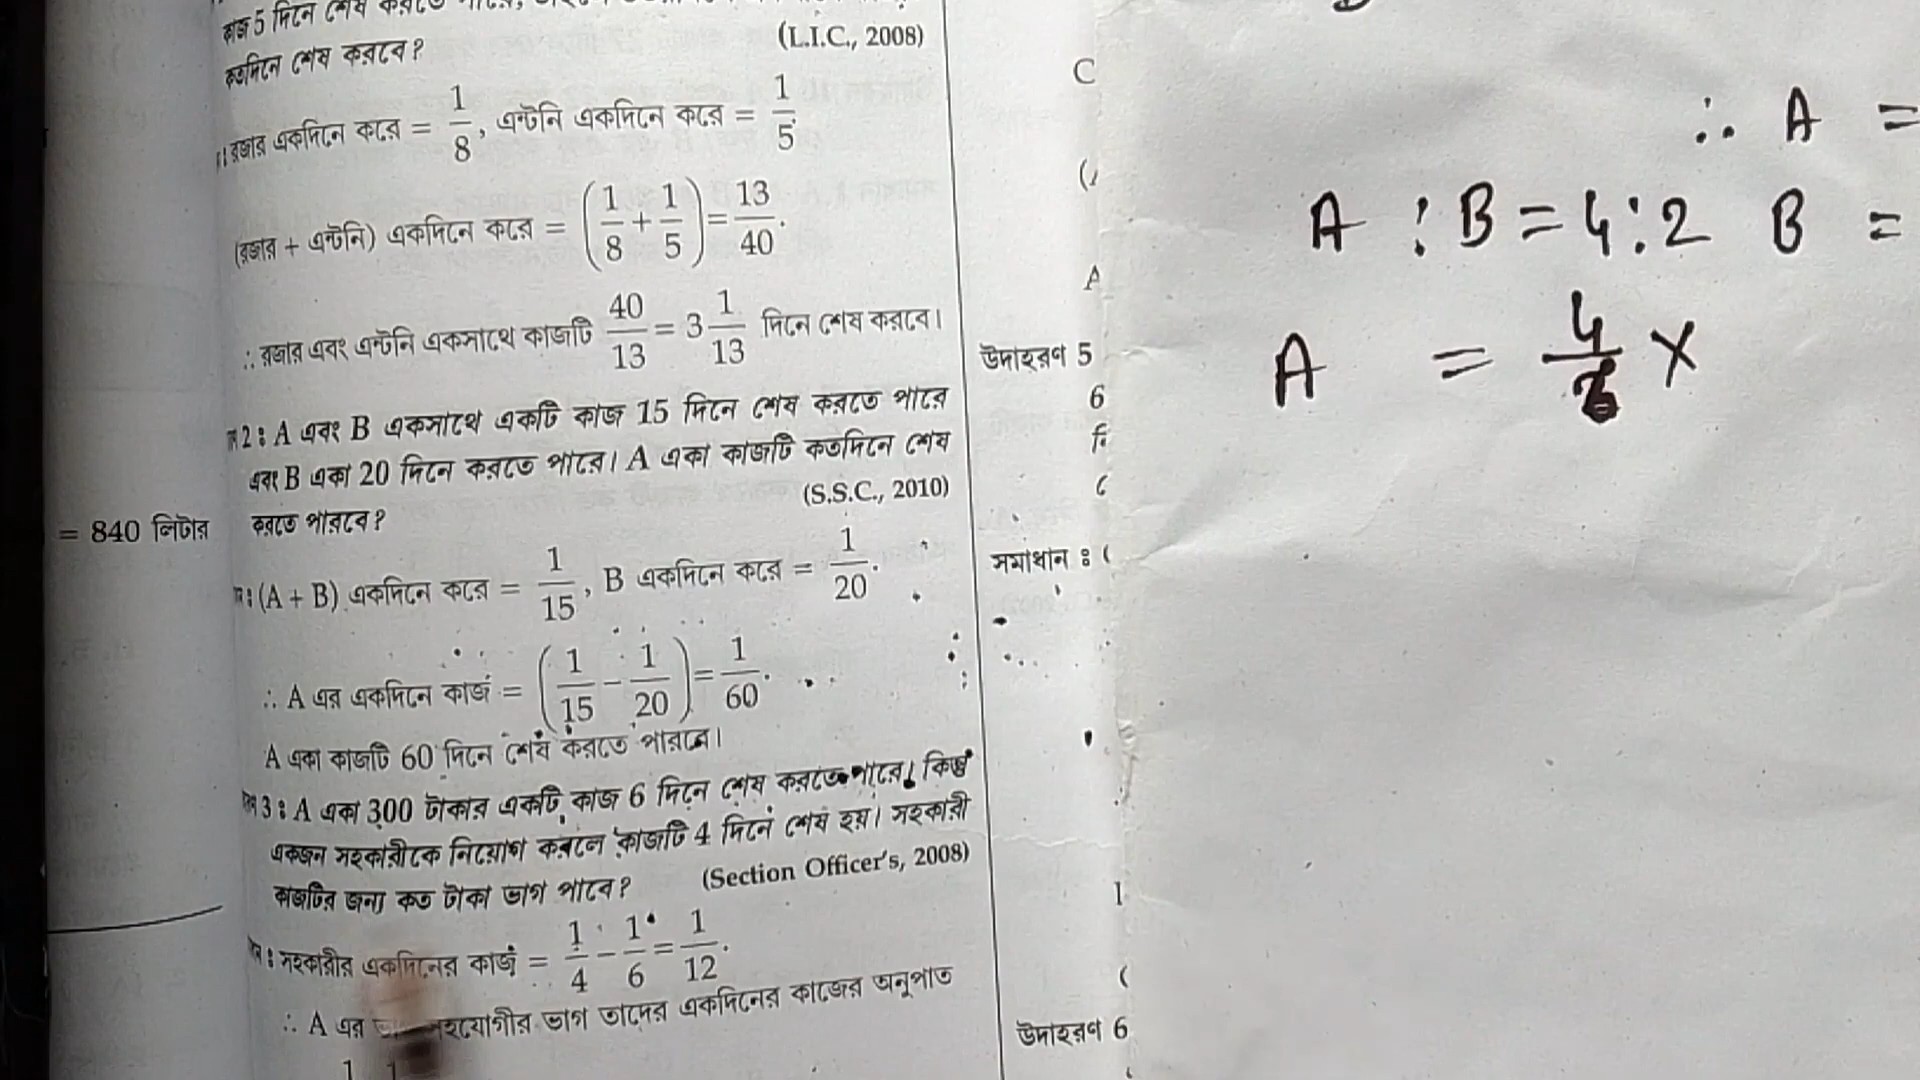 কাজ 5 দিনে শেষ করতে
কতদিনে শেষ করবে?
(L.I.C., 2008)
রজার একদিনে করে = 1/8, এন্টনি একদিনে করে = 1/5.
(রজার + এন্টনি) একদিনে করে = (1/8 + 1/5) = 13/40.
∴ রজার এবং এন্টনি একসাথে কাজটি 40/13 = 3 1/13 দিনে শেষ করবে।
2 : A এবং B একসাথে একটি কাজ 15 দিনে শেষ করতে পারে
এবং B একা 20 দিনে করতে পারে। A একা কাজটি কতদিনে শেষ
করতে পারবে?
(S.S.C., 2010)
: (A + B) একদিনে করে = 1/15, B একদিনে করে = 1/20.
∴ A এর একদিনে কাজ = (1/15 − 1/20) = 1/60.
A একা কাজটি 60 দিনে শেষ করতে পারবে।
3 : A একা 300 টাকার একটি কাজ 6 দিনে শেষ করতে পারে। কিন্তু
একজন সহকারীকে নিয়োগ করলে কাজটি 4 দিনে শেষ হয়। সহকারী
কাজটির জন্য কত টাকা ভাগ পাবে?
(Section Officer's, 2008)
: সহকারীর একদিনের কাজ = 1/4 − 1/6 = 1/12.
∴ A এর সহযোগীর ভাগ তাদের একদিনের কাজের অনুপাত
= 840 লিটার
C
A
উদাহরণ 5
6
সমাধান : (
উদাহরণ 6
∴ A =
A : B = 4:2 B =
A = 4/6 ×